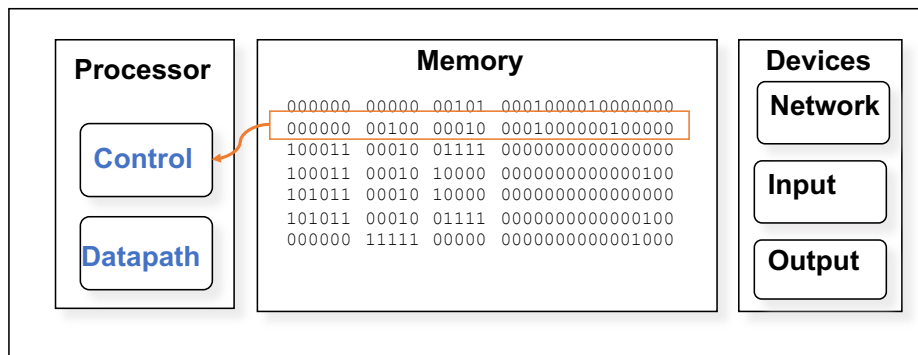 Processor
Control
Datapath
Memory
000000 00000 00101 0001000010000000
000000 00100 00010 0001000000100000
100011 00010 01111 0000000000000000
100011 00010 10000 0000000000000100
101011 00010 10000 0000000000000000
101011 00010 01111 0000000000000100
000000 11111 00000 0000000000001000
Devices
Network
Input
Output